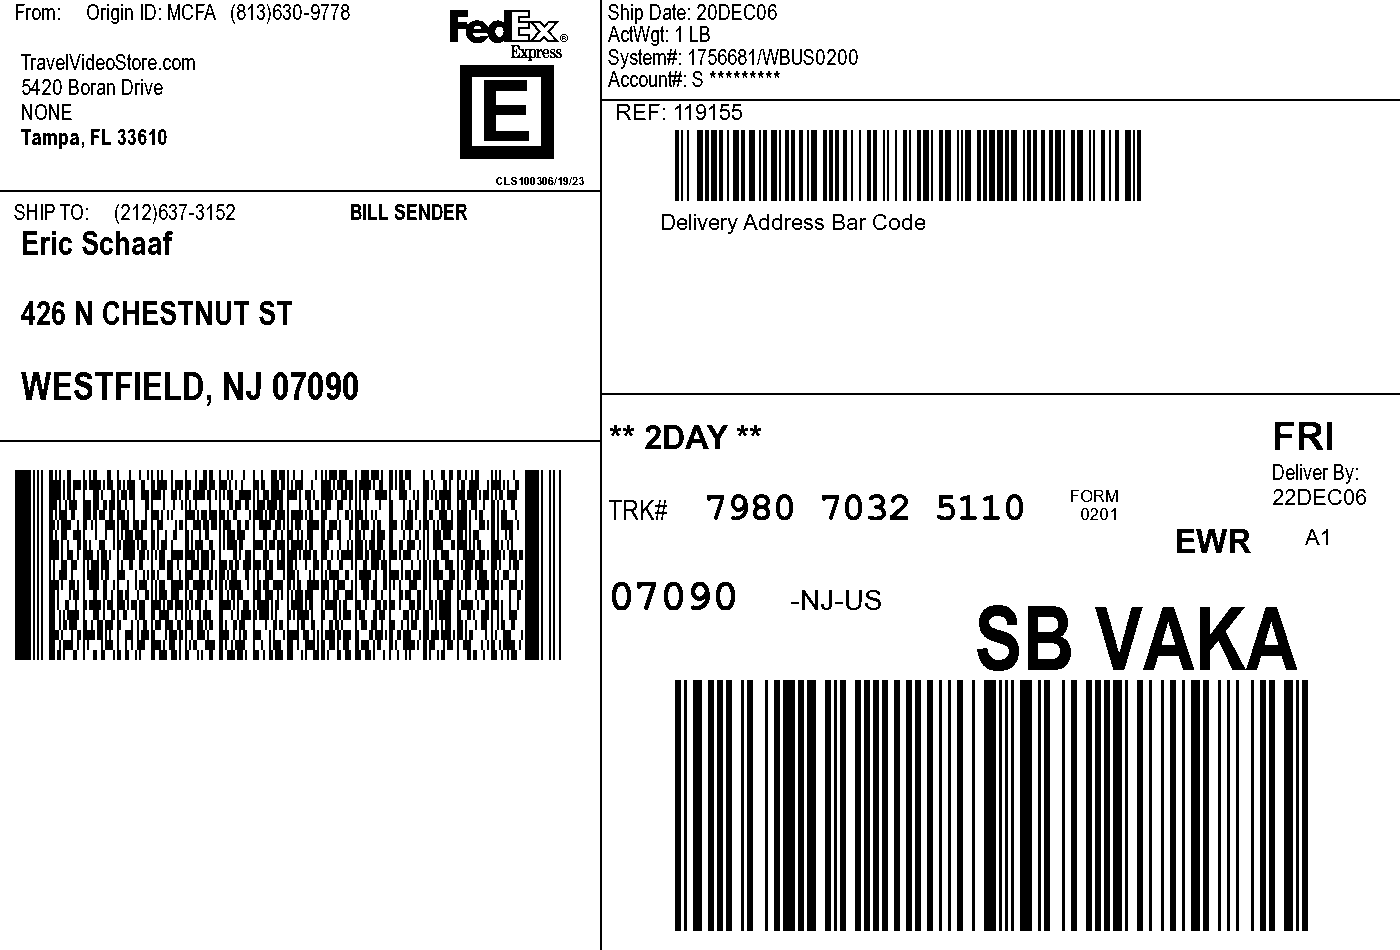 From: Origin ID: MCFA (813)630-9778
TravelVideoStore.com
5420 Boran Drive
NONE
Tampa, FL 33610
FedEx®
Express
E
CLS100306/19/23
SHIP TO: (212)637-3152 BILL SENDER
Eric Schaaf
426 N CHESTNUT ST
WESTFIELD, NJ 07090
Ship Date: 20DEC06
ActWgt: 1 LB
System#: 1756681/WBUS0200
Account#: S *********
REF: 119155
Delivery Address Bar Code
** 2DAY **
FRI
Deliver By:
22DEC06
TRK# 7980 7032 5110 FORM
0201
EWR A1
07090 -NJ-US
SB VAKA